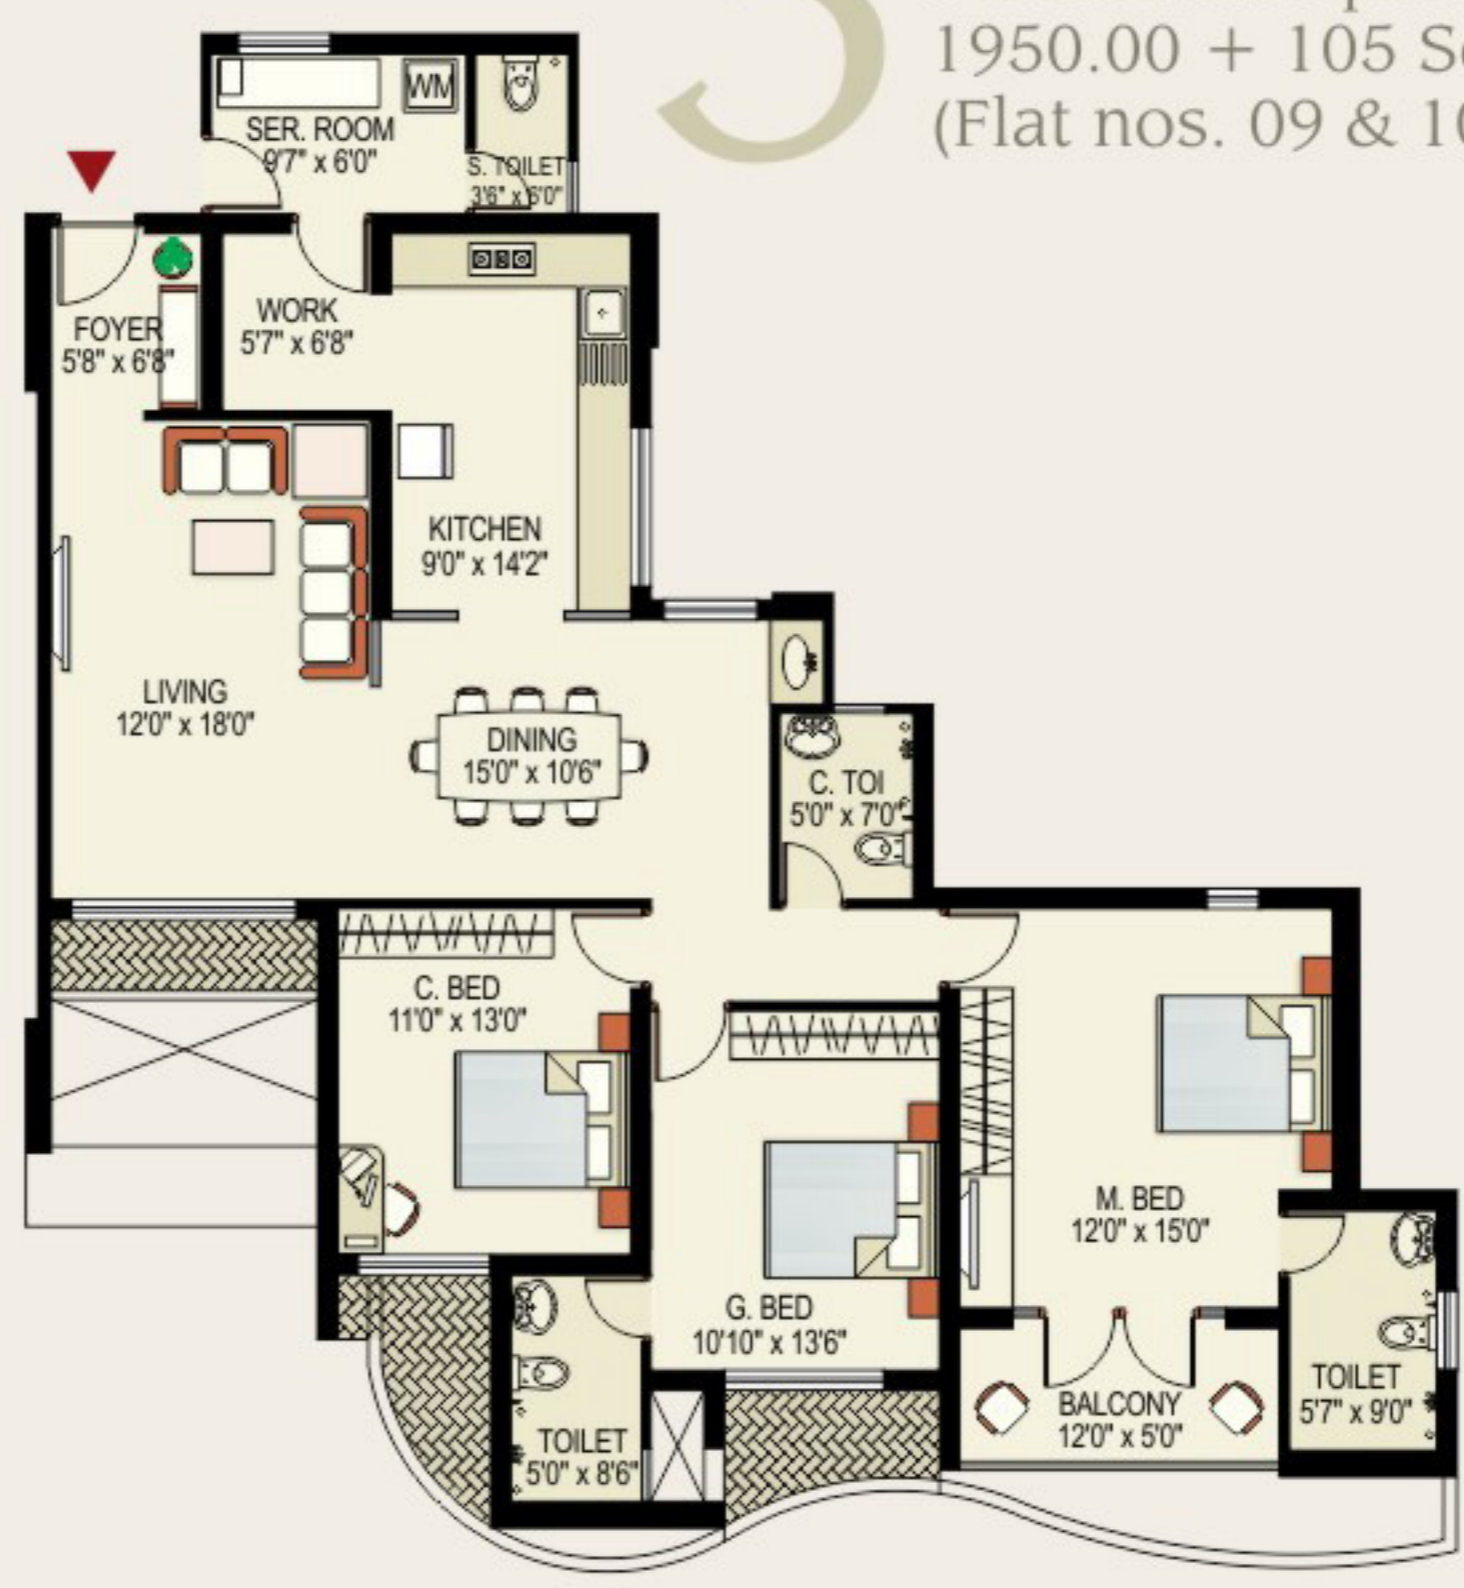 3
1950.00 + 105
(Flat nos. 09 &
WM
SER. ROOM
9'7" x 6'0"
S. TOILET
3'6" x 6'0"
FOYER
5'8" x 6'8"
WORK
5'7" x 6'8"
KITCHEN
9'0" x 14'2"
LIVING
12'0" x 18'0"
DINING
15'0" x 10'6"
C. TOI
5'0" x 7'0"
C. BED
11'0" x 13'0"
M. BED
12'0" x 15'0"
G. BED
10'10" x 13'6"
TOILET
5'7" x 9'0"
BALCONY
12'0" x 5'0"
TOILET
5'0" x 8'6"